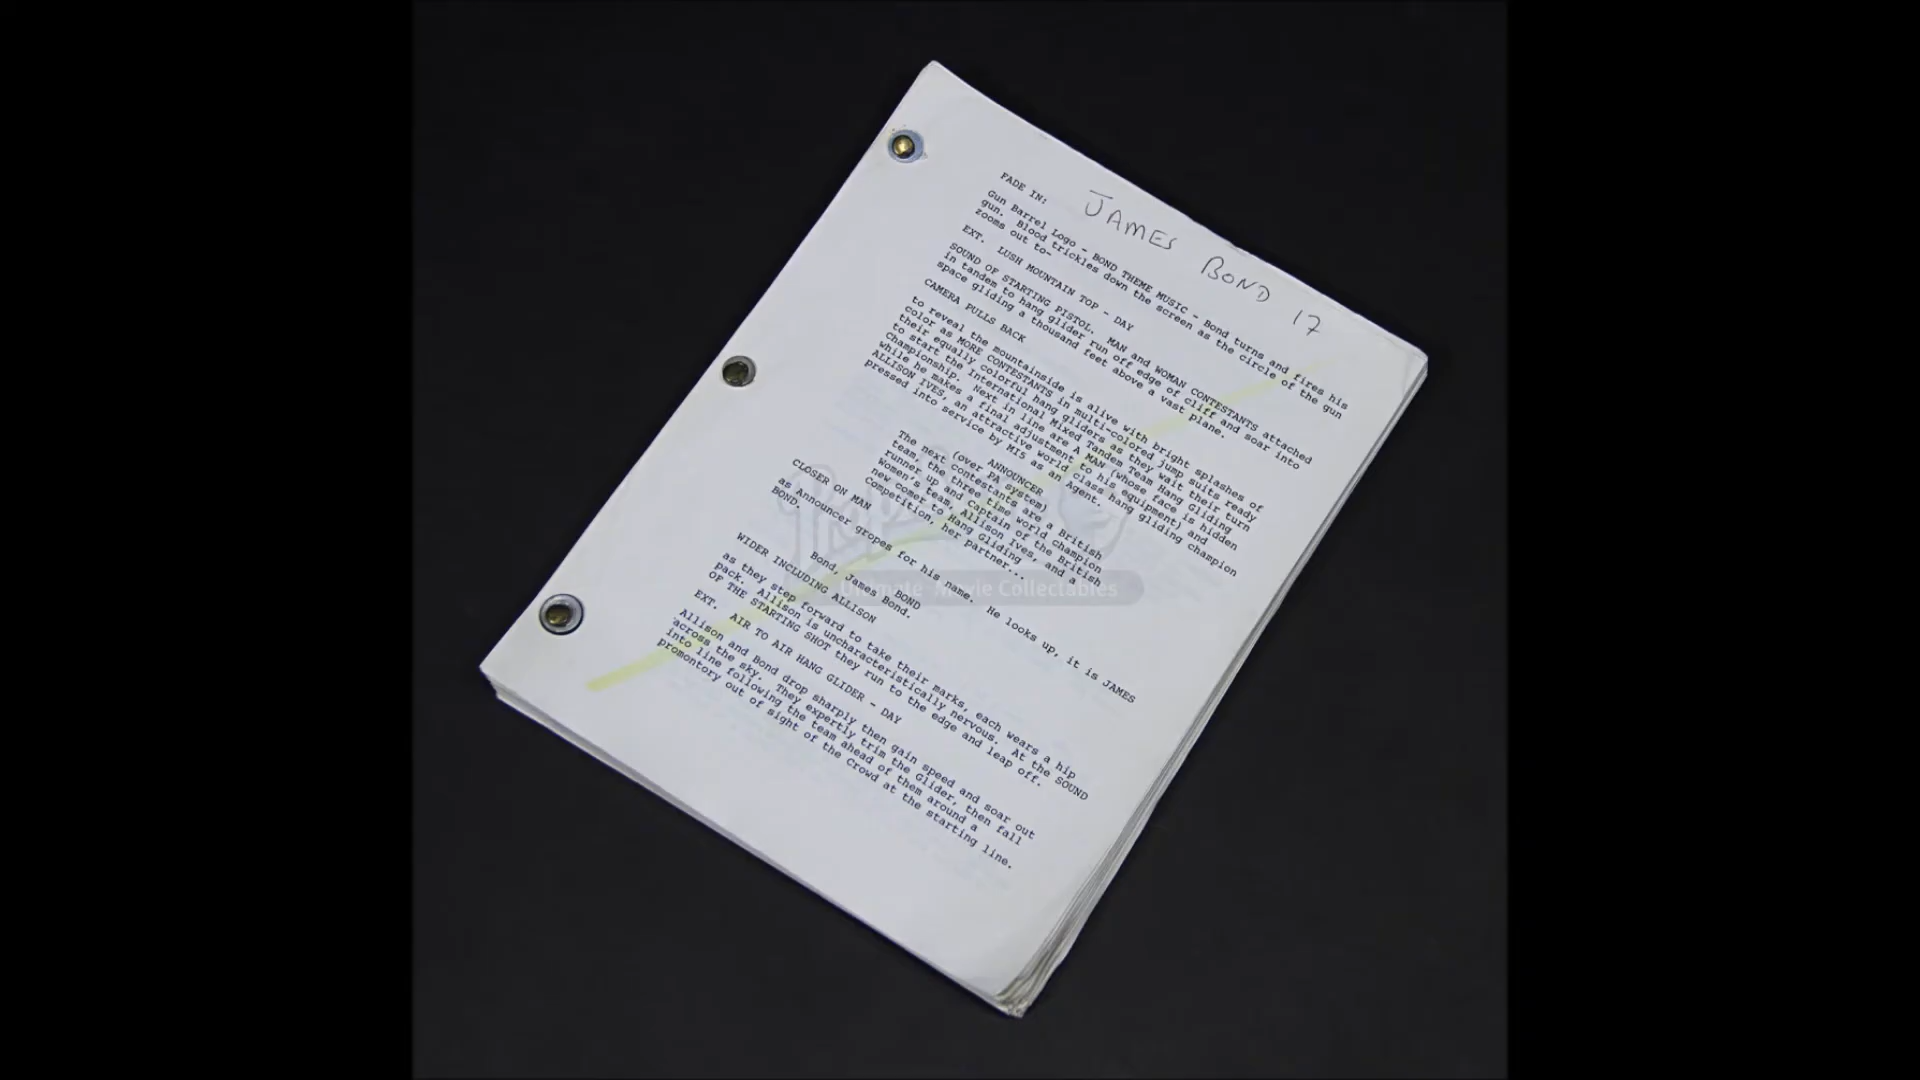 JAMES BOND 17
FADE IN:
Gun Barrel Logo - BOND THEME MUSIC - Bond turns and fires his
gun. Blood trickles down the screen as the circle of the gun
zooms out to-
EXT. LUSH MOUNTAIN TOP - DAY
SOUND OF STARTING PISTOL. MAN and WOMAN CONTESTANTS attached
in tandem to hang glider run off edge of cliff and soar into
space gliding a thousand feet above a vast plane.
CAMERA PULLS BACK
to reveal the mountainside is alive with bright splashes of
color as MORE CONTESTANTS in multi-colored jump suits ready
their equally colorful hang gliders as they wait their turn
to start the International Mixed Tandem Team Hang Gliding
Championship. Next in line are A MAN (whose face is hidden
while he makes a final adjustment to his equipment) and
ALLISON IVES, an attractive world class hang gliding champion
pressed into service by MI5 as an Agent.
ANNOUNCER
(over PA system)
The next contestants are a British
team, the three time world champion
runner up and Captain of the British
Women's team, Allison Ives, and a
new comer to Hang Gliding
Competition, her partner...
CLOSER ON MAN
as Announcer gropes for his name. He looks up, it is JAMES
BOND.
BOND
Bond, James Bond.
WIDER INCLUDING ALLISON
as they step forward to take their marks, each wears a hip
pack. Allison is uncharacteristically nervous. At the SOUND
OF THE STARTING SHOT they run to the edge and leap off.
EXT. AIR TO AIR HANG GLIDER - DAY
Allison and Bond drop sharply then gain speed and soar out
across the sky. They expertly trim the Glider, then fall
into line following the team ahead of them around a
promontory out of sight of the Crowd at the starting line.
Ultimate Movie Collectables